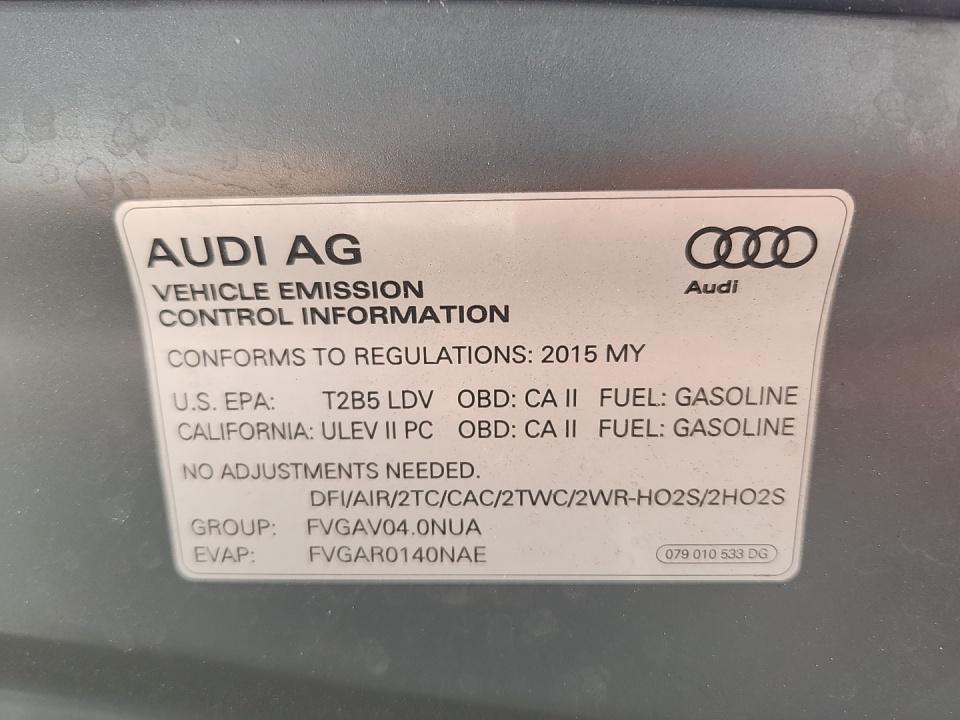 AUDI AG
Audi
VEHICLE EMISSION
CONTROL INFORMATION
CONFORMS TO REGULATIONS: 2015 MY
U.S. EPA: T2B5 LDV OBD: CA II FUEL: GASOLINE
CALIFORNIA: ULEV II PC OBD: CA II FUEL: GASOLINE
NO ADJUSTMENTS NEEDED.
DFI/AIR/2TC/CAC/2TWC/2WR-HO2S/2HO2S
GROUP: FVGAV04.0NUA
EVAP: FVGAR0140NAE
079 010 533 DG